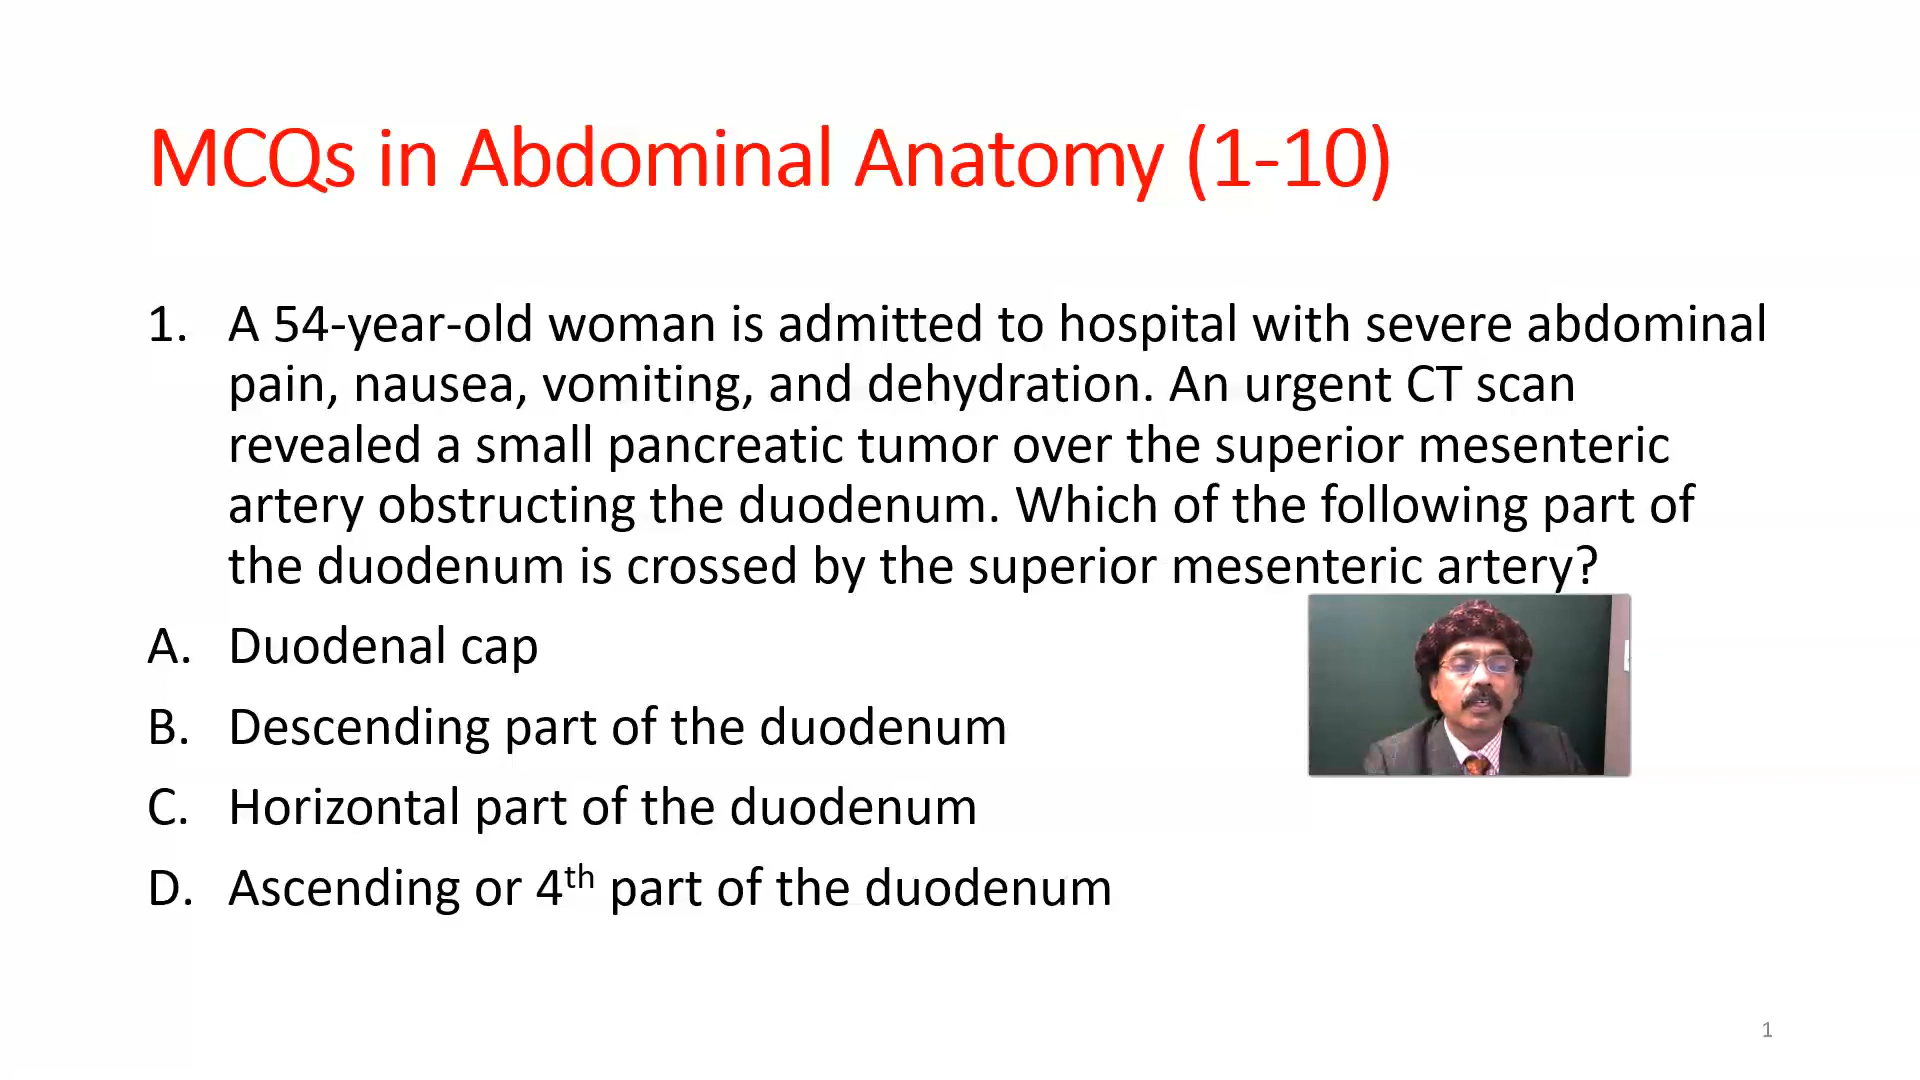 MCQs in Abdominal Anatomy (1-10)
1. A 54-year-old woman is admitted to hospital with severe abdominal
pain, nausea, vomiting, and dehydration. An urgent CT scan
revealed a small pancreatic tumor over the superior mesenteric
artery obstructing the duodenum. Which of the following part of
the duodenum is crossed by the superior mesenteric artery?
A. Duodenal cap
B. Descending part of the duodenum
C. Horizontal part of the duodenum
D. Ascending or 4th part of the duodenum
1